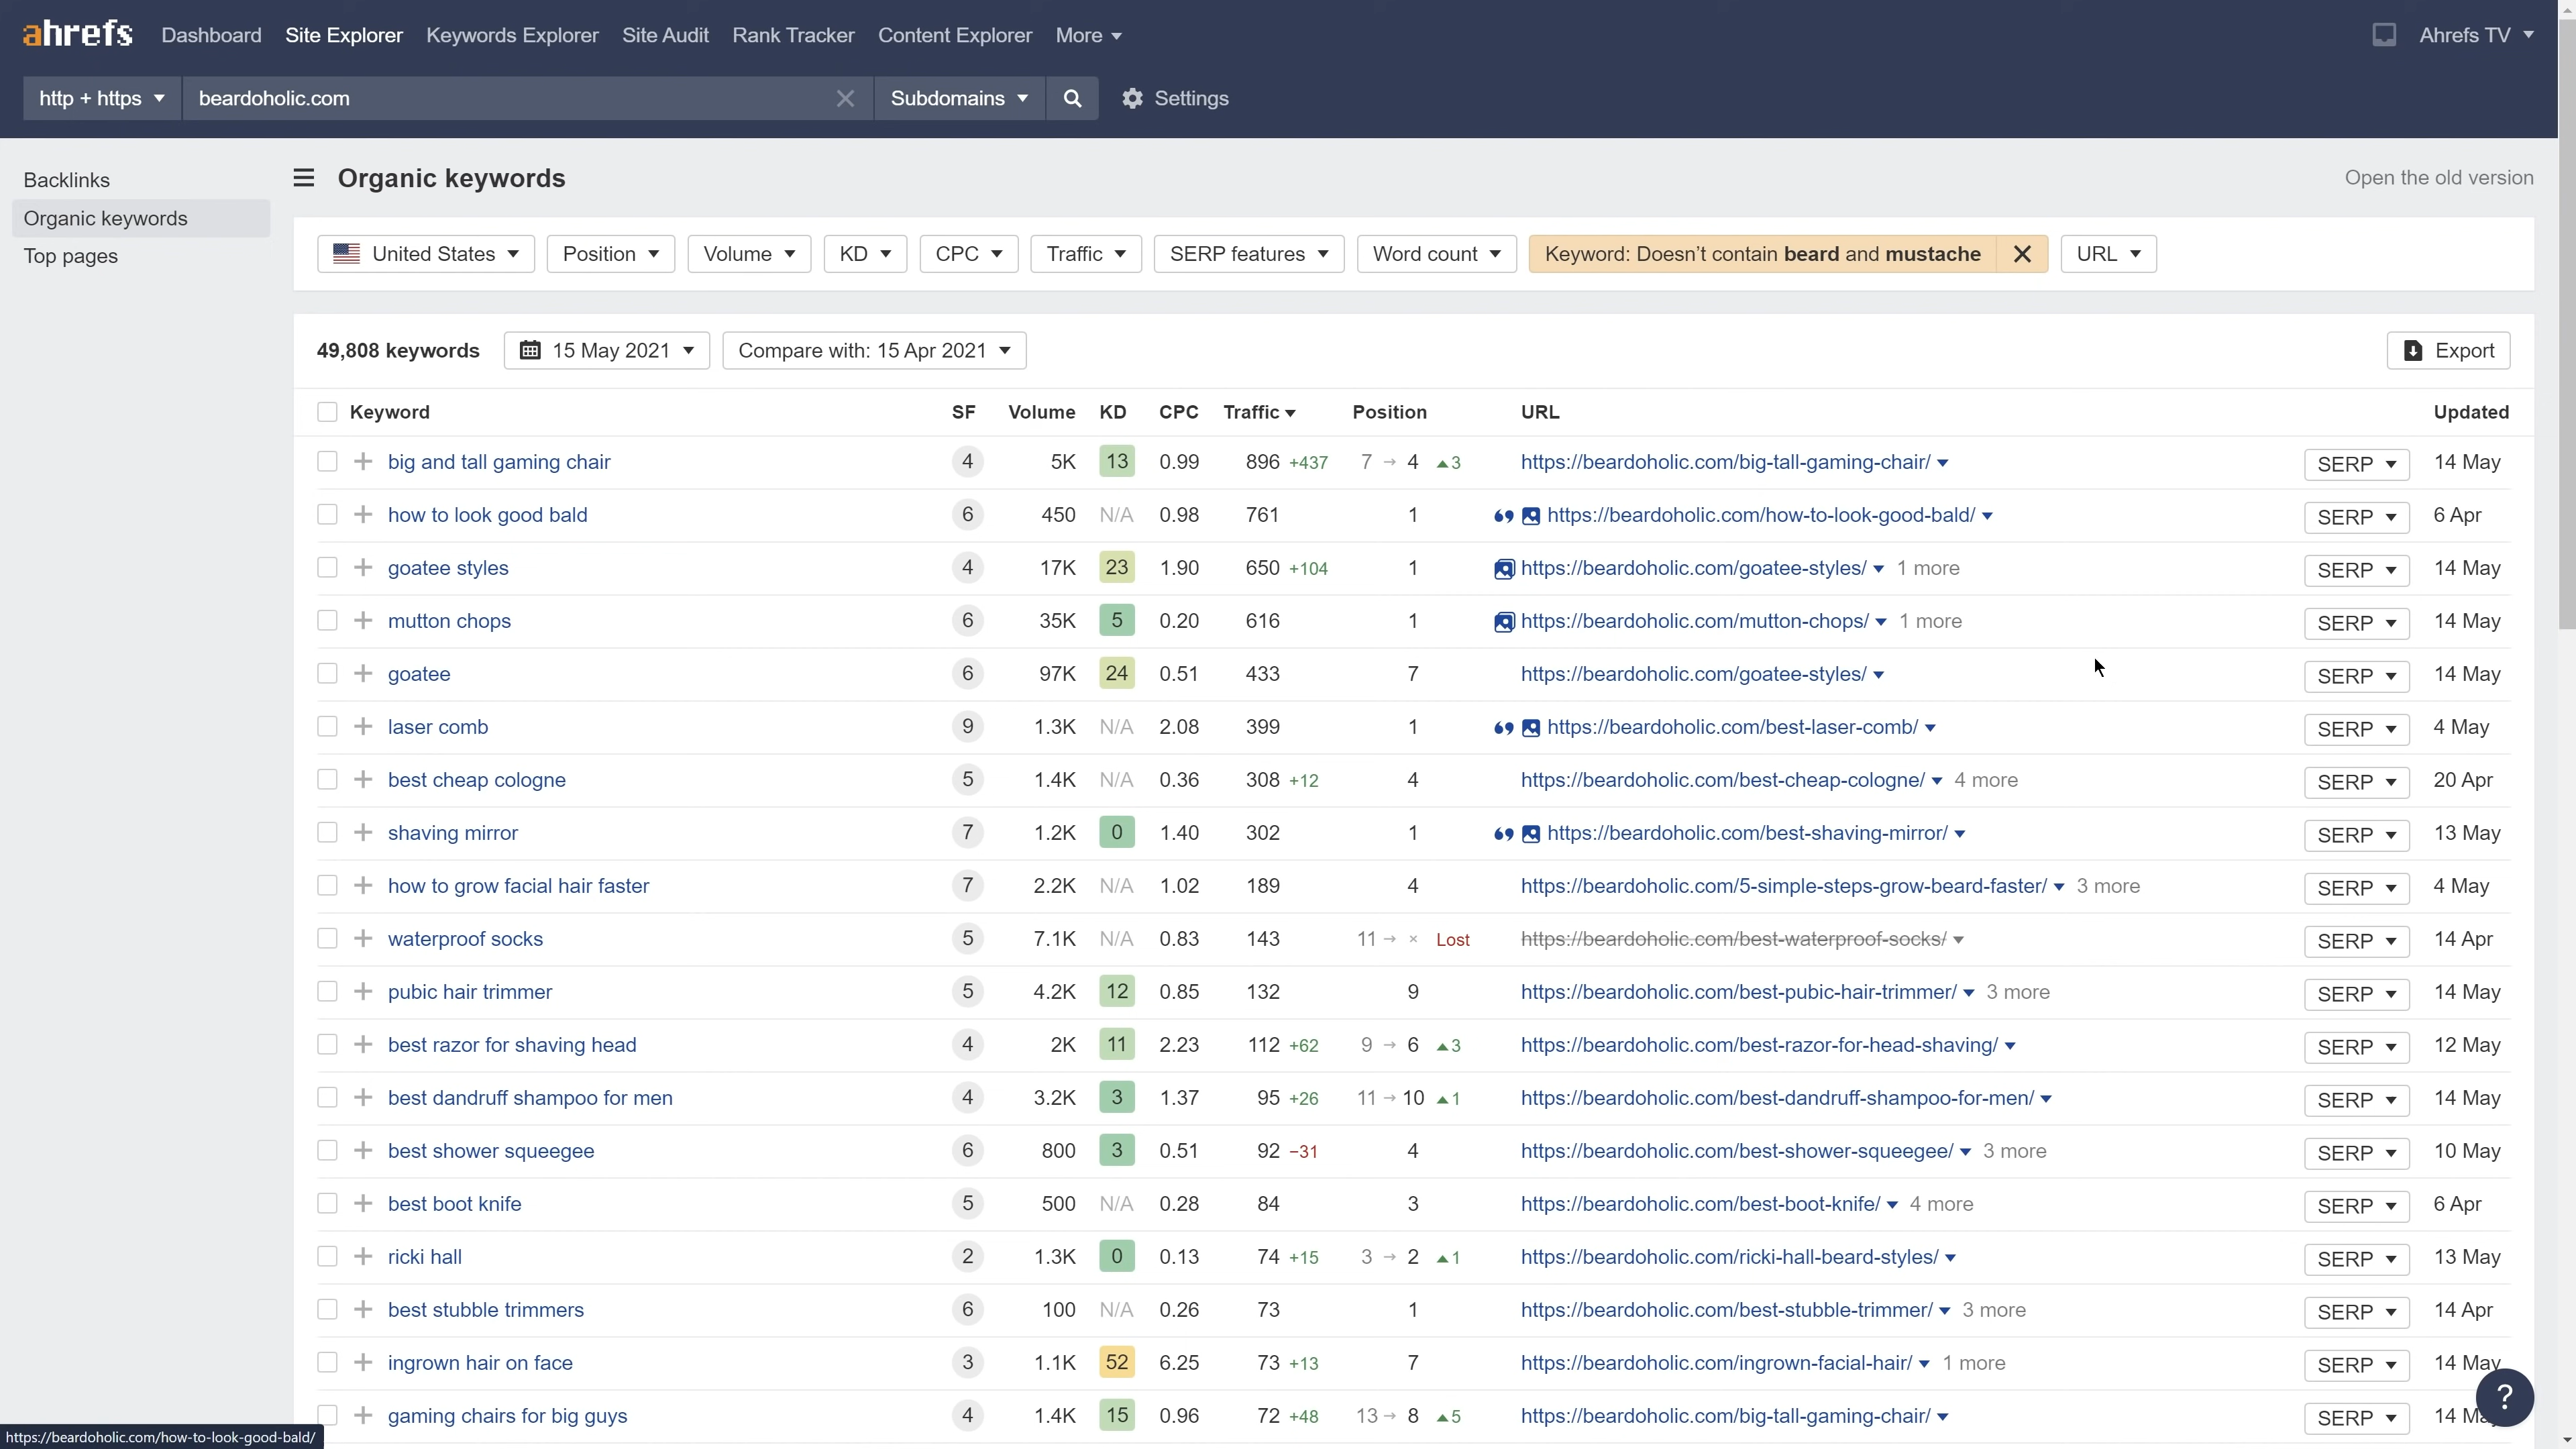 ahrefs Dashboard Site Explorer Keywords Explorer Site Audit Rank Tracker Content Explorer More Ahrefs TV
http + https beardoholic.com Subdomains Settings
Backlinks
Organic keywords
Top pages
Organic keywords Open the old version
United States Position Volume KD CPC Traffic SERP features Word count Keyword: Doesn't contain beard and mustache URL
49,808 keywords 15 May 2021 Compare with: 15 Apr 2021 Export
Keyword SF Volume KD CPC Traffic Position URL Updated
big and tall gaming chair 4 5K 13 0.99 896 +437 7 → 4 ▲3 https://beardoholic.com/big-tall-gaming-chair/ SERP 14 May
how to look good bald 6 450 N/A 0.98 761 1 https://beardoholic.com/how-to-look-good-bald/ SERP 6 Apr
goatee styles 4 17K 23 1.90 650 +104 1 https://beardoholic.com/goatee-styles/ 1 more SERP 14 May
mutton chops 6 35K 5 0.20 616 1 https://beardoholic.com/mutton-chops/ 1 more SERP 14 May
goatee 6 97K 24 0.51 433 7 https://beardoholic.com/goatee-styles/ SERP 14 May
laser comb 9 1.3K N/A 2.08 399 1 https://beardoholic.com/best-laser-comb/ SERP 4 May
best cheap cologne 5 1.4K N/A 0.36 308 +12 4 https://beardoholic.com/best-cheap-cologne/ 4 more SERP 20 Apr
shaving mirror 7 1.2K 0 1.40 302 1 https://beardoholic.com/best-shaving-mirror/ SERP 13 May
how to grow facial hair faster 7 2.2K N/A 1.02 189 4 https://beardoholic.com/5-simple-steps-grow-beard-faster/ 3 more SERP 4 May
waterproof socks 5 7.1K N/A 0.83 143 11 → × Lost https://beardoholic.com/best-waterproof-socks/ SERP 14 Apr
pubic hair trimmer 5 4.2K 12 0.85 132 9 https://beardoholic.com/best-pubic-hair-trimmer/ 3 more SERP 14 May
best razor for shaving head 4 2K 11 2.23 112 +62 9 → 6 ▲3 https://beardoholic.com/best-razor-for-head-shaving/ SERP 12 May
best dandruff shampoo for men 4 3.2K 3 1.37 95 +26 11 → 10 ▲1 https://beardoholic.com/best-dandruff-shampoo-for-men/ SERP 14 May
best shower squeegee 6 800 3 0.51 92 −31 4 https://beardoholic.com/best-shower-squeegee/ 3 more SERP 10 May
best boot knife 5 500 N/A 0.28 84 3 https://beardoholic.com/best-boot-knife/ 4 more SERP 6 Apr
ricki hall 2 1.3K 0 0.13 74 +15 3 → 2 ▲1 https://beardoholic.com/ricki-hall-beard-styles/ SERP 13 May
best stubble trimmers 6 100 N/A 0.26 73 1 https://beardoholic.com/best-stubble-trimmer/ 3 more SERP 14 Apr
ingrown hair on face 3 1.1K 52 6.25 73 +13 7 https://beardoholic.com/ingrown-facial-hair/ 1 more SERP 14 May
gaming chairs for big guys 4 1.4K 15 0.96 72 +48 13 → 8 ▲5 https://beardoholic.com/big-tall-gaming-chair/ SERP 14 May
?
https://beardoholic.com/how-to-look-good-bald/